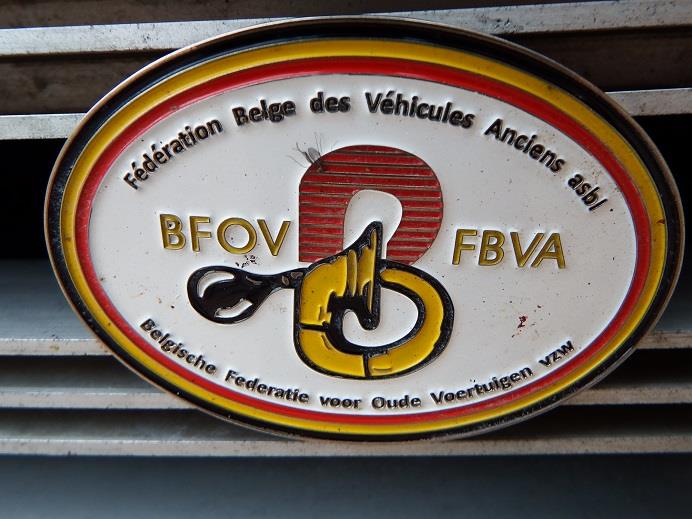 Fédération Belge des Véhicules Anciens asbl
BFOV FBVA
Belgische Federatie voor Oude Voertuigen vzw